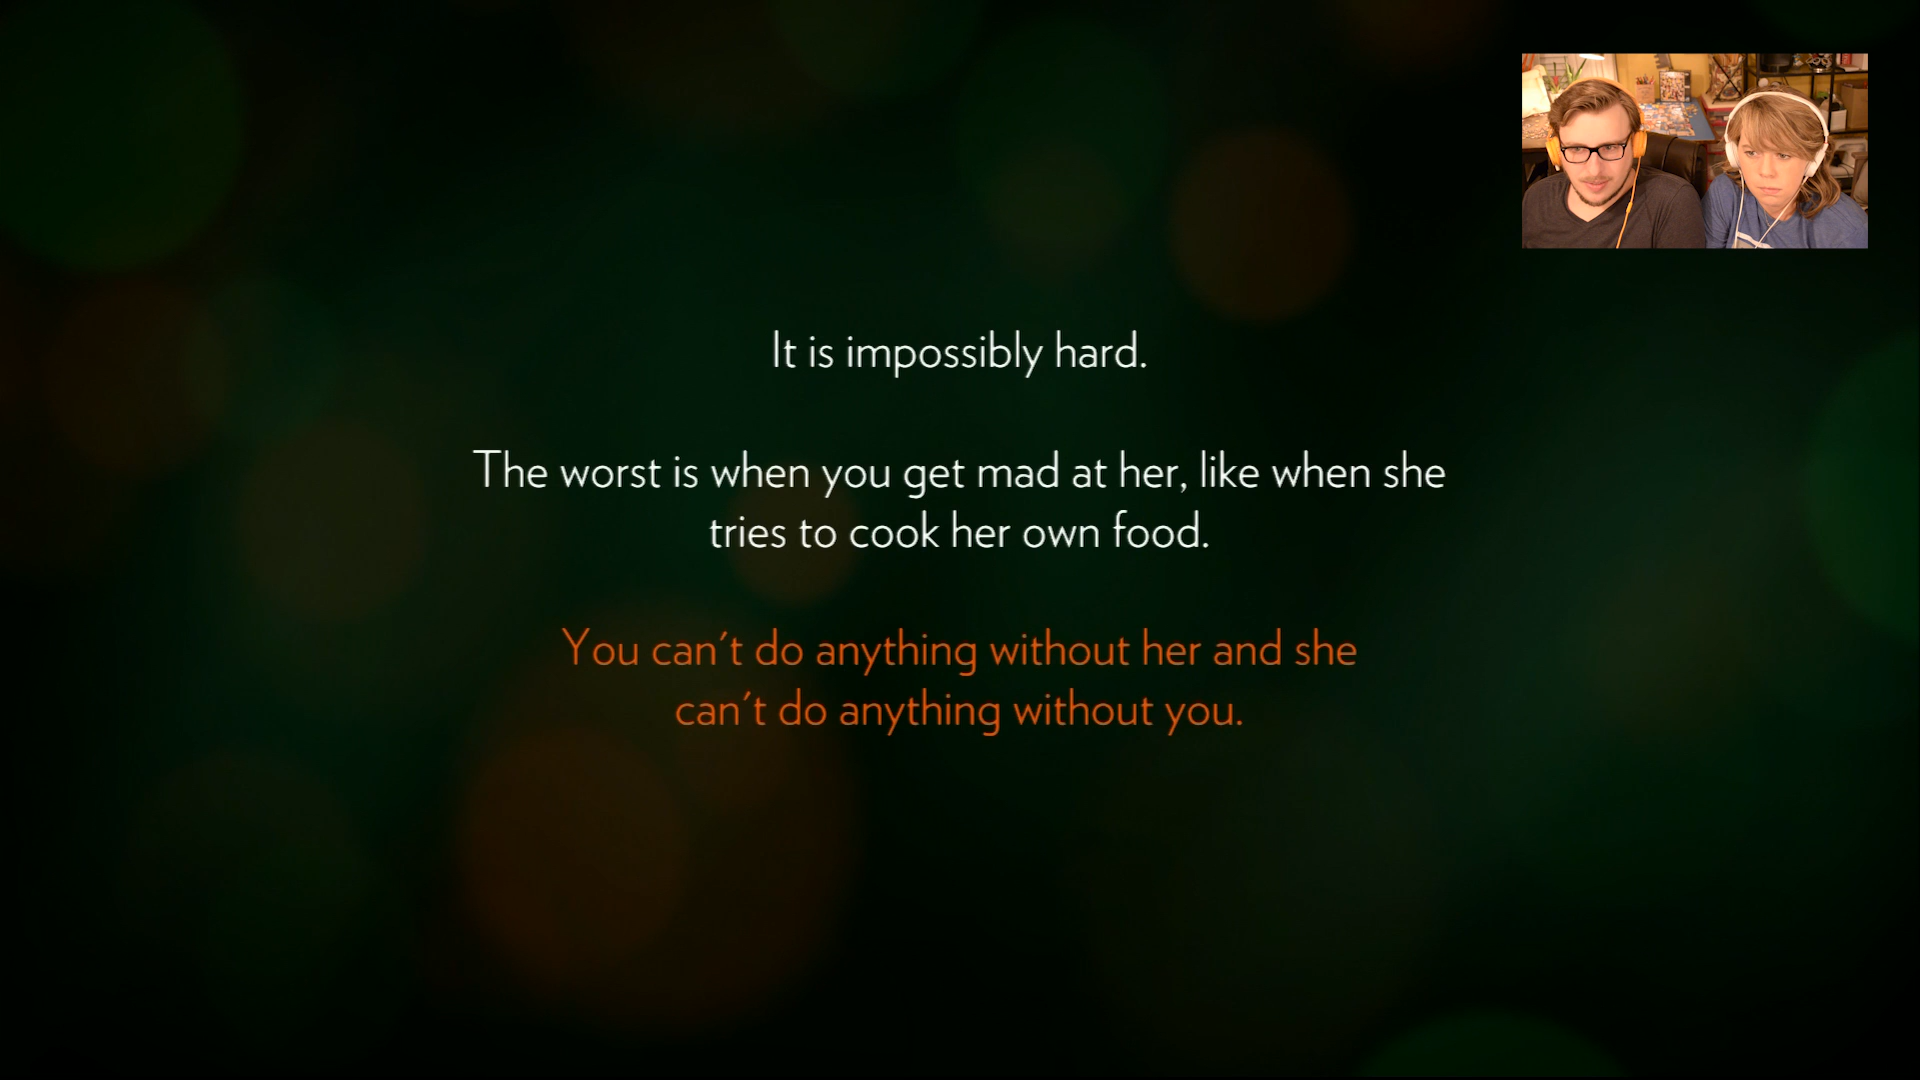 It is impossibly hard.
The worst is when you get mad at her, like when she
tries to cook her own food.
You can't do anything without her and she
can't do anything without you.